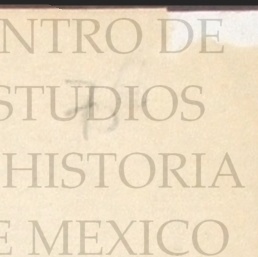 NTRO DE
STUDIOS
HISTORIA
E MEXICO